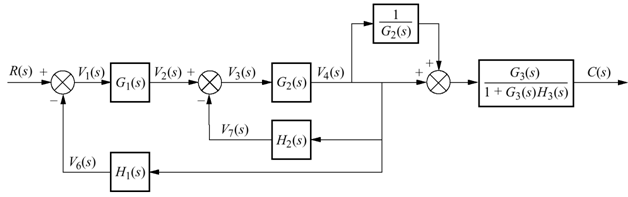 1
G2(s)
R(s) + V1(s) G1(s) V2(s) + V3(s) G2(s) V4(s) + + G3(s) C(s)
1 + G3(s)H3(s)
− −
V7(s) H2(s)
V6(s) H1(s)